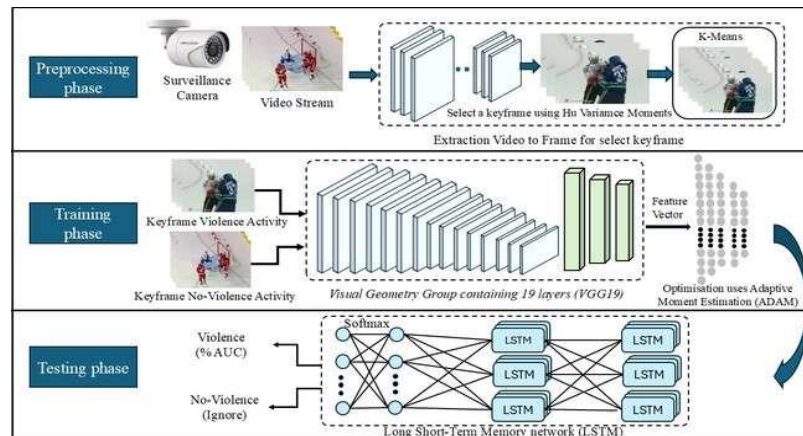 Preprocessing
phase
Surveillance
Camera
Video Stream
Select a keyframe using Hu Variance Moments
K-Means
Extraction Video to Frame for select keyframe
Training
phase
Keyframe Violence Activity
Keyframe No-Violence Activity
Visual Geometry Group containing 19 layers (VGG19)
Feature
Vector
Optimisation uses Adaptive
Moment Estimation (ADAM)
Testing phase
Violence
(% AUC)
No-Violence
(Ignore)
Softmax
LSTM
LSTM
LSTM
LSTM
LSTM
LSTM
Long Short-Term Memory network (LSTM)